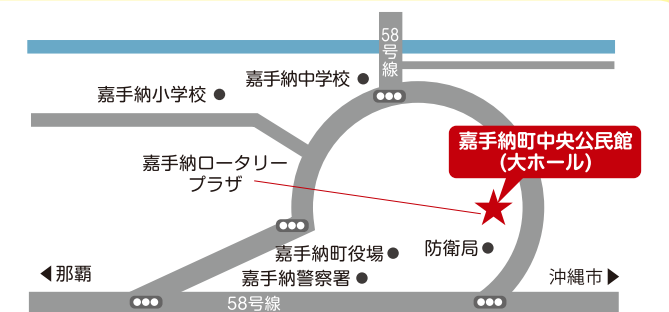 58
号
線
嘉手納中学校
嘉手納小学校
嘉手納町中央公民館
(大ホール)
嘉手納ロータリー
プラザ
嘉手納町役場
防衛局
那覇
嘉手納警察署
沖縄市
58号線